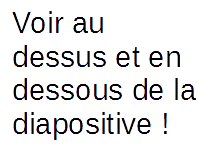 Voir au
dessus et en
dessous de la
diapositive !